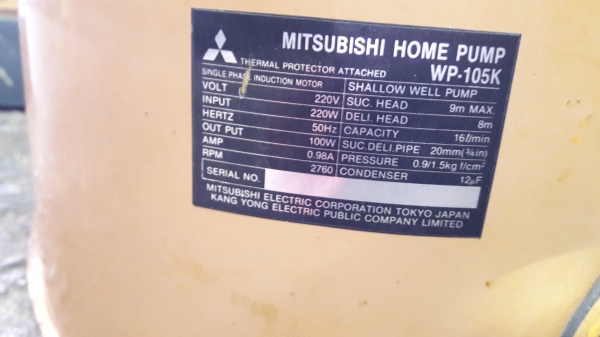 MITSUBISHI HOME PUMP
THERMAL PROTECTOR ATTACHED WP-105K
SINGLE PHASE INDUCTION MOTOR SHALLOW WELL PUMP
VOLT 220V SUC. HEAD 9m MAX.
INPUT 220W DELI. HEAD 8m
HERTZ 50Hz CAPACITY 16ℓ/min
OUT PUT 100W SUC.DELI.PIPE 20mm(¾in)
AMP 0.98A PRESSURE 0.9/1.5kgf/cm²
RPM 2760 CONDENSER 12μF
SERIAL NO.
MITSUBISHI ELECTRIC CORPORATION TOKYO JAPAN
KANG YONG ELECTRIC PUBLIC COMPANY LIMITED